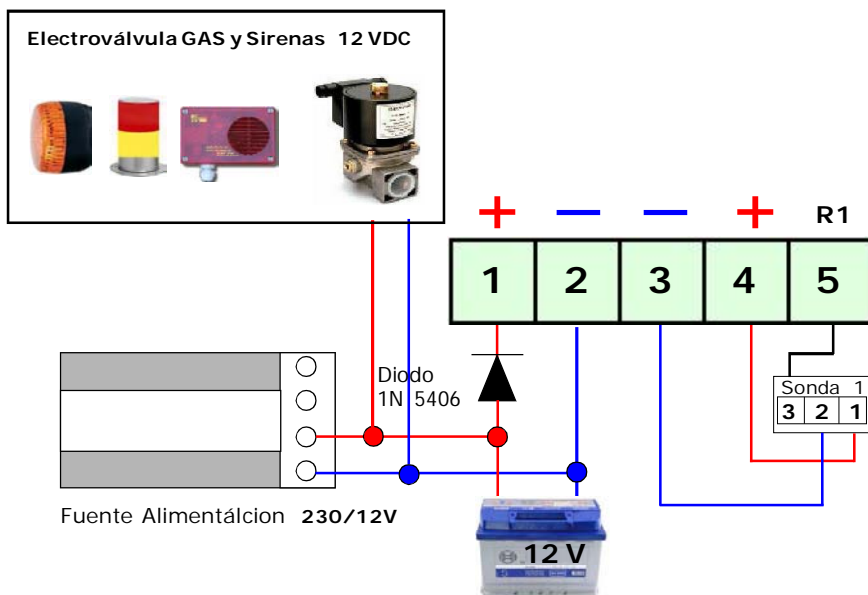 Electroválvula GAS y Sirenas 12 VDC
+ — — + R1
1 2 3 4 5
Diodo
1N 5406
Sonda 1
3 2 1
Fuente Alimentálcion 230/12V
12 V